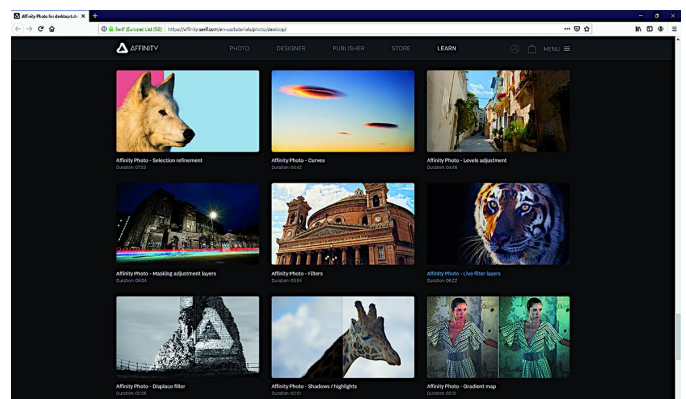 Affinity Photo for desktop tut
Serif (Europe) Ltd [GB] https://affinity.serif.com/en-us/tutorials/photo/desktop/
AFFINITY PHOTO DESIGNER PUBLISHER STORE LEARN MENU
Affinity Photo - Selection refinement
Duration: 07:03
Affinity Photo - Curves
Duration: 04:42
Affinity Photo - Levels adjustment
Duration: 04:48
Affinity Photo - Masking adjustment layers
Duration: 09:04
Affinity Photo - Filters
Duration: 03:54
Affinity Photo - Live filter layers
Duration: 06:22
Affinity Photo - Displace filter
Duration: 02:58
Affinity Photo - Shadows / highlights
Duration: 02:51
Affinity Photo - Gradient map
Duration: 03:12